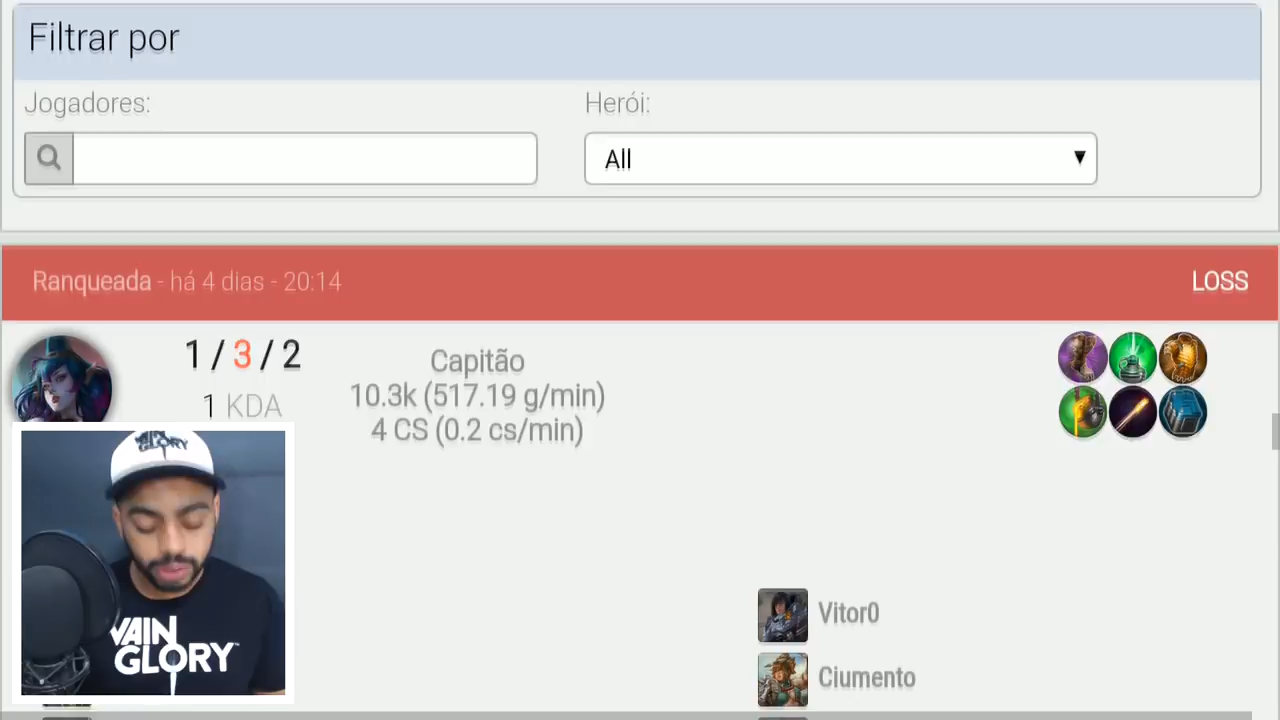 Filtrar por
Jogadores:
Herói:
All
Ranqueada - há 4 dias - 20:14
LOSS
1 / 3 / 2
1 KDA
Capitão
10.3k (517.19 g/min)
4 CS (0.2 cs/min)
VAIN
GLORY
VAIN
GLORY™
Vitor0
Ciumento